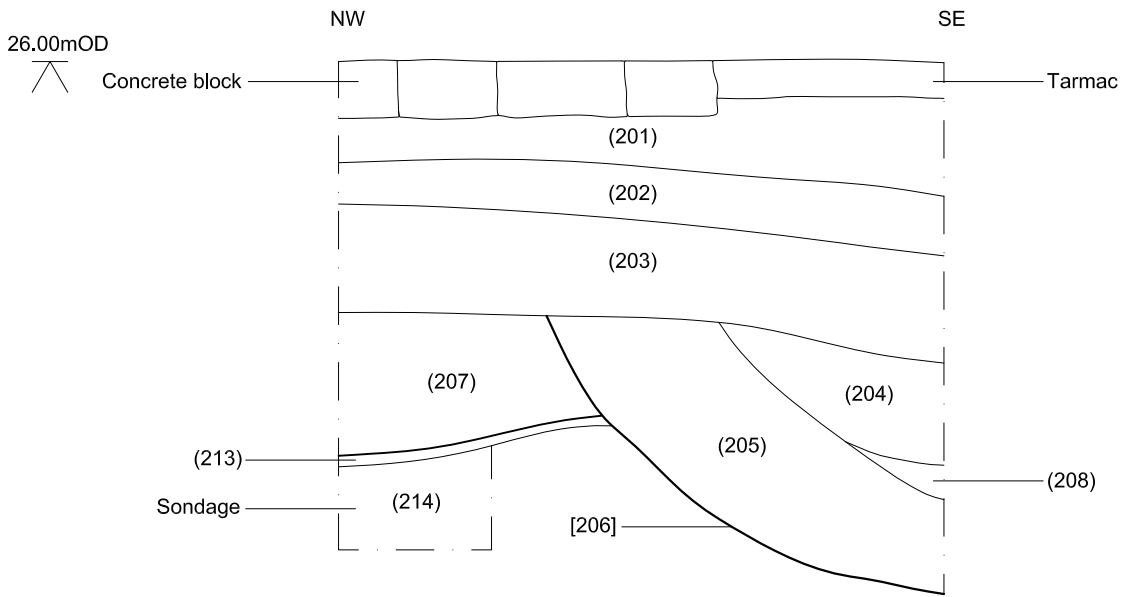 NW
SE
26.00mOD
Concrete block
Tarmac
(201)
(202)
(203)
(207)
(204)
(205)
(213)
(208)
(214)
Sondage
[206]